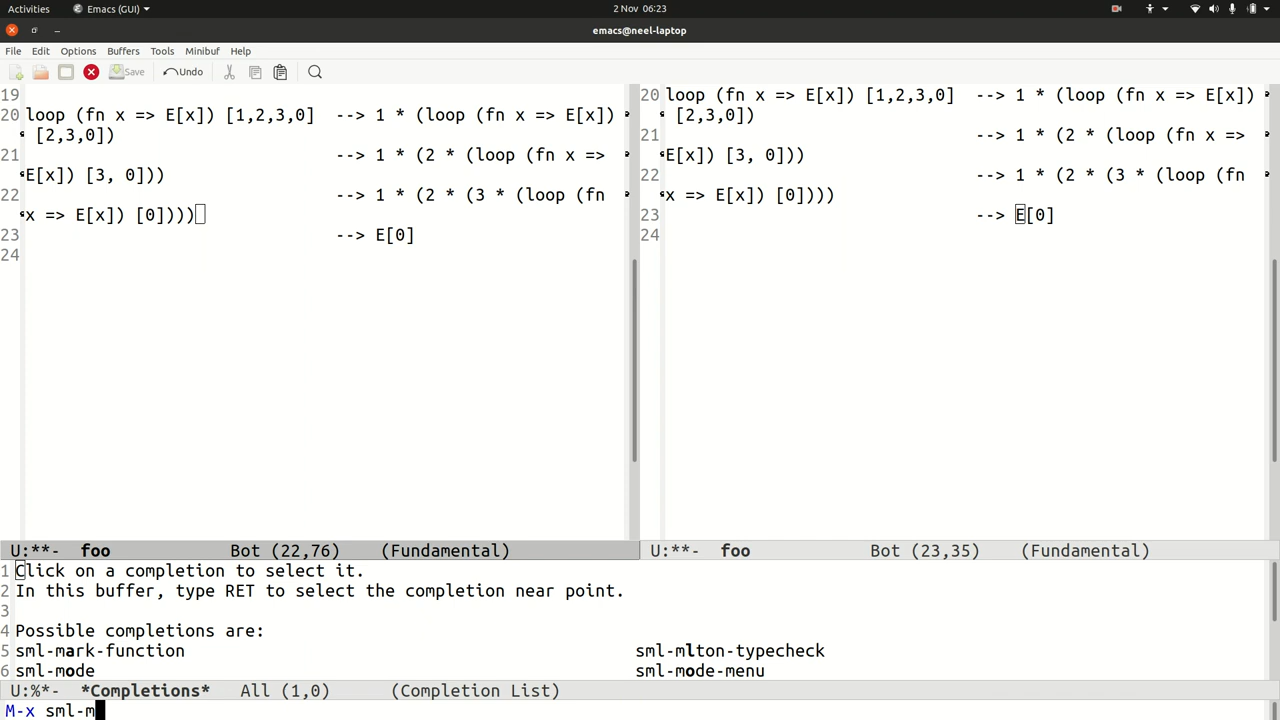 Activities Emacs (GUI) 2 Nov 06:23
emacs@neel-laptop
File Edit Options Buffers Tools Minibuf Help
Save Undo
19
20 loop (fn x => E[x]) [1,2,3,0] --> 1 * (loop (fn x => E[x])
[2,3,0])
21 --> 1 * (2 * (loop (fn x =>
E[x]) [3, 0]))
22 --> 1 * (2 * (3 * (loop (fn
x => E[x]) [0])))
23 --> E[0]
24
U:**- foo Bot (22,76) (Fundamental)
20 loop (fn x => E[x]) [1,2,3,0] --> 1 * (loop (fn x => E[x])
[2,3,0])
21 --> 1 * (2 * (loop (fn x =>
E[x]) [3, 0]))
22 --> 1 * (2 * (3 * (loop (fn
x => E[x]) [0])))
23 --> E[0]
24
U:**- foo Bot (23,35) (Fundamental)
1 Click on a completion to select it.
2 In this buffer, type RET to select the completion near point.
3
4 Possible completions are:
5 sml-mark-function sml-mlton-typecheck
6 sml-mode sml-mode-menu
U:%*- *Completions* All (1,0) (Completion List)
M-x sml-m